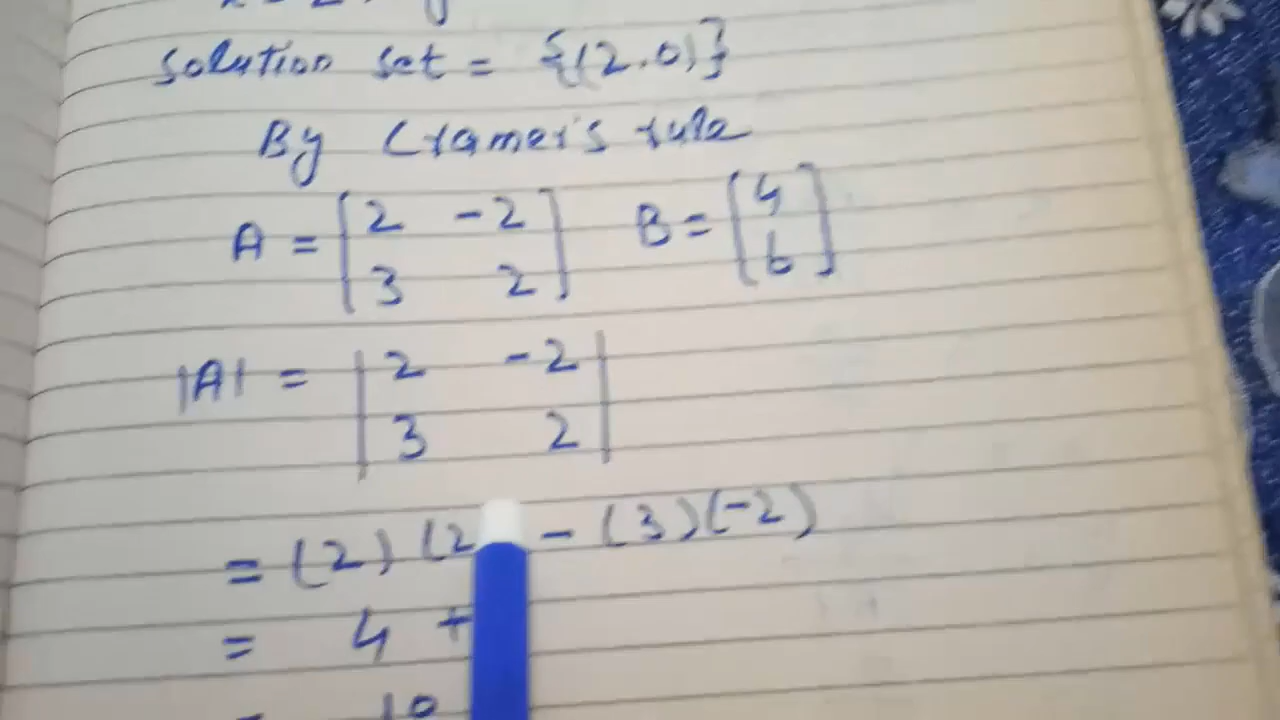 Solution set = {(2.0)}
By Cramer's rule
A = [2 -2 B = [4
3 2] 6]
|A| = |2 -2|
|3 2|
= (2) (2 - (3)(-2)
= 4 +
= 10